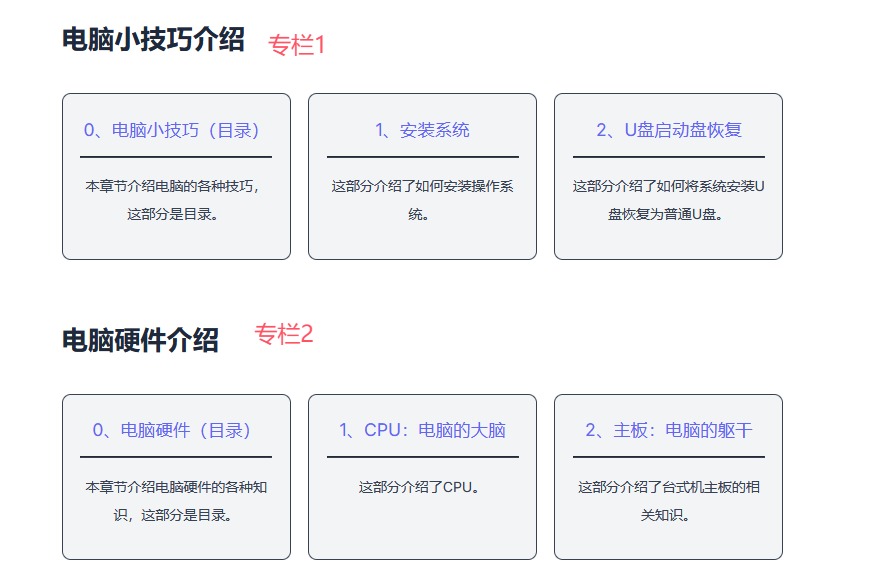 电脑小技巧介绍 专栏1
0、电脑小技巧（目录）
本章节介绍电脑的各种技巧，
这部分是目录。
1、安装系统
这部分介绍了如何安装操作系
统。
2、U盘启动盘恢复
这部分介绍了如何将系统安装U
盘恢复为普通U盘。
电脑硬件介绍 专栏2
0、电脑硬件（目录）
本章节介绍电脑硬件的各种知
识，这部分是目录。
1、CPU：电脑的大脑
这部分介绍了CPU。
2、主板：电脑的躯干
这部分介绍了台式机主板的相
关知识。